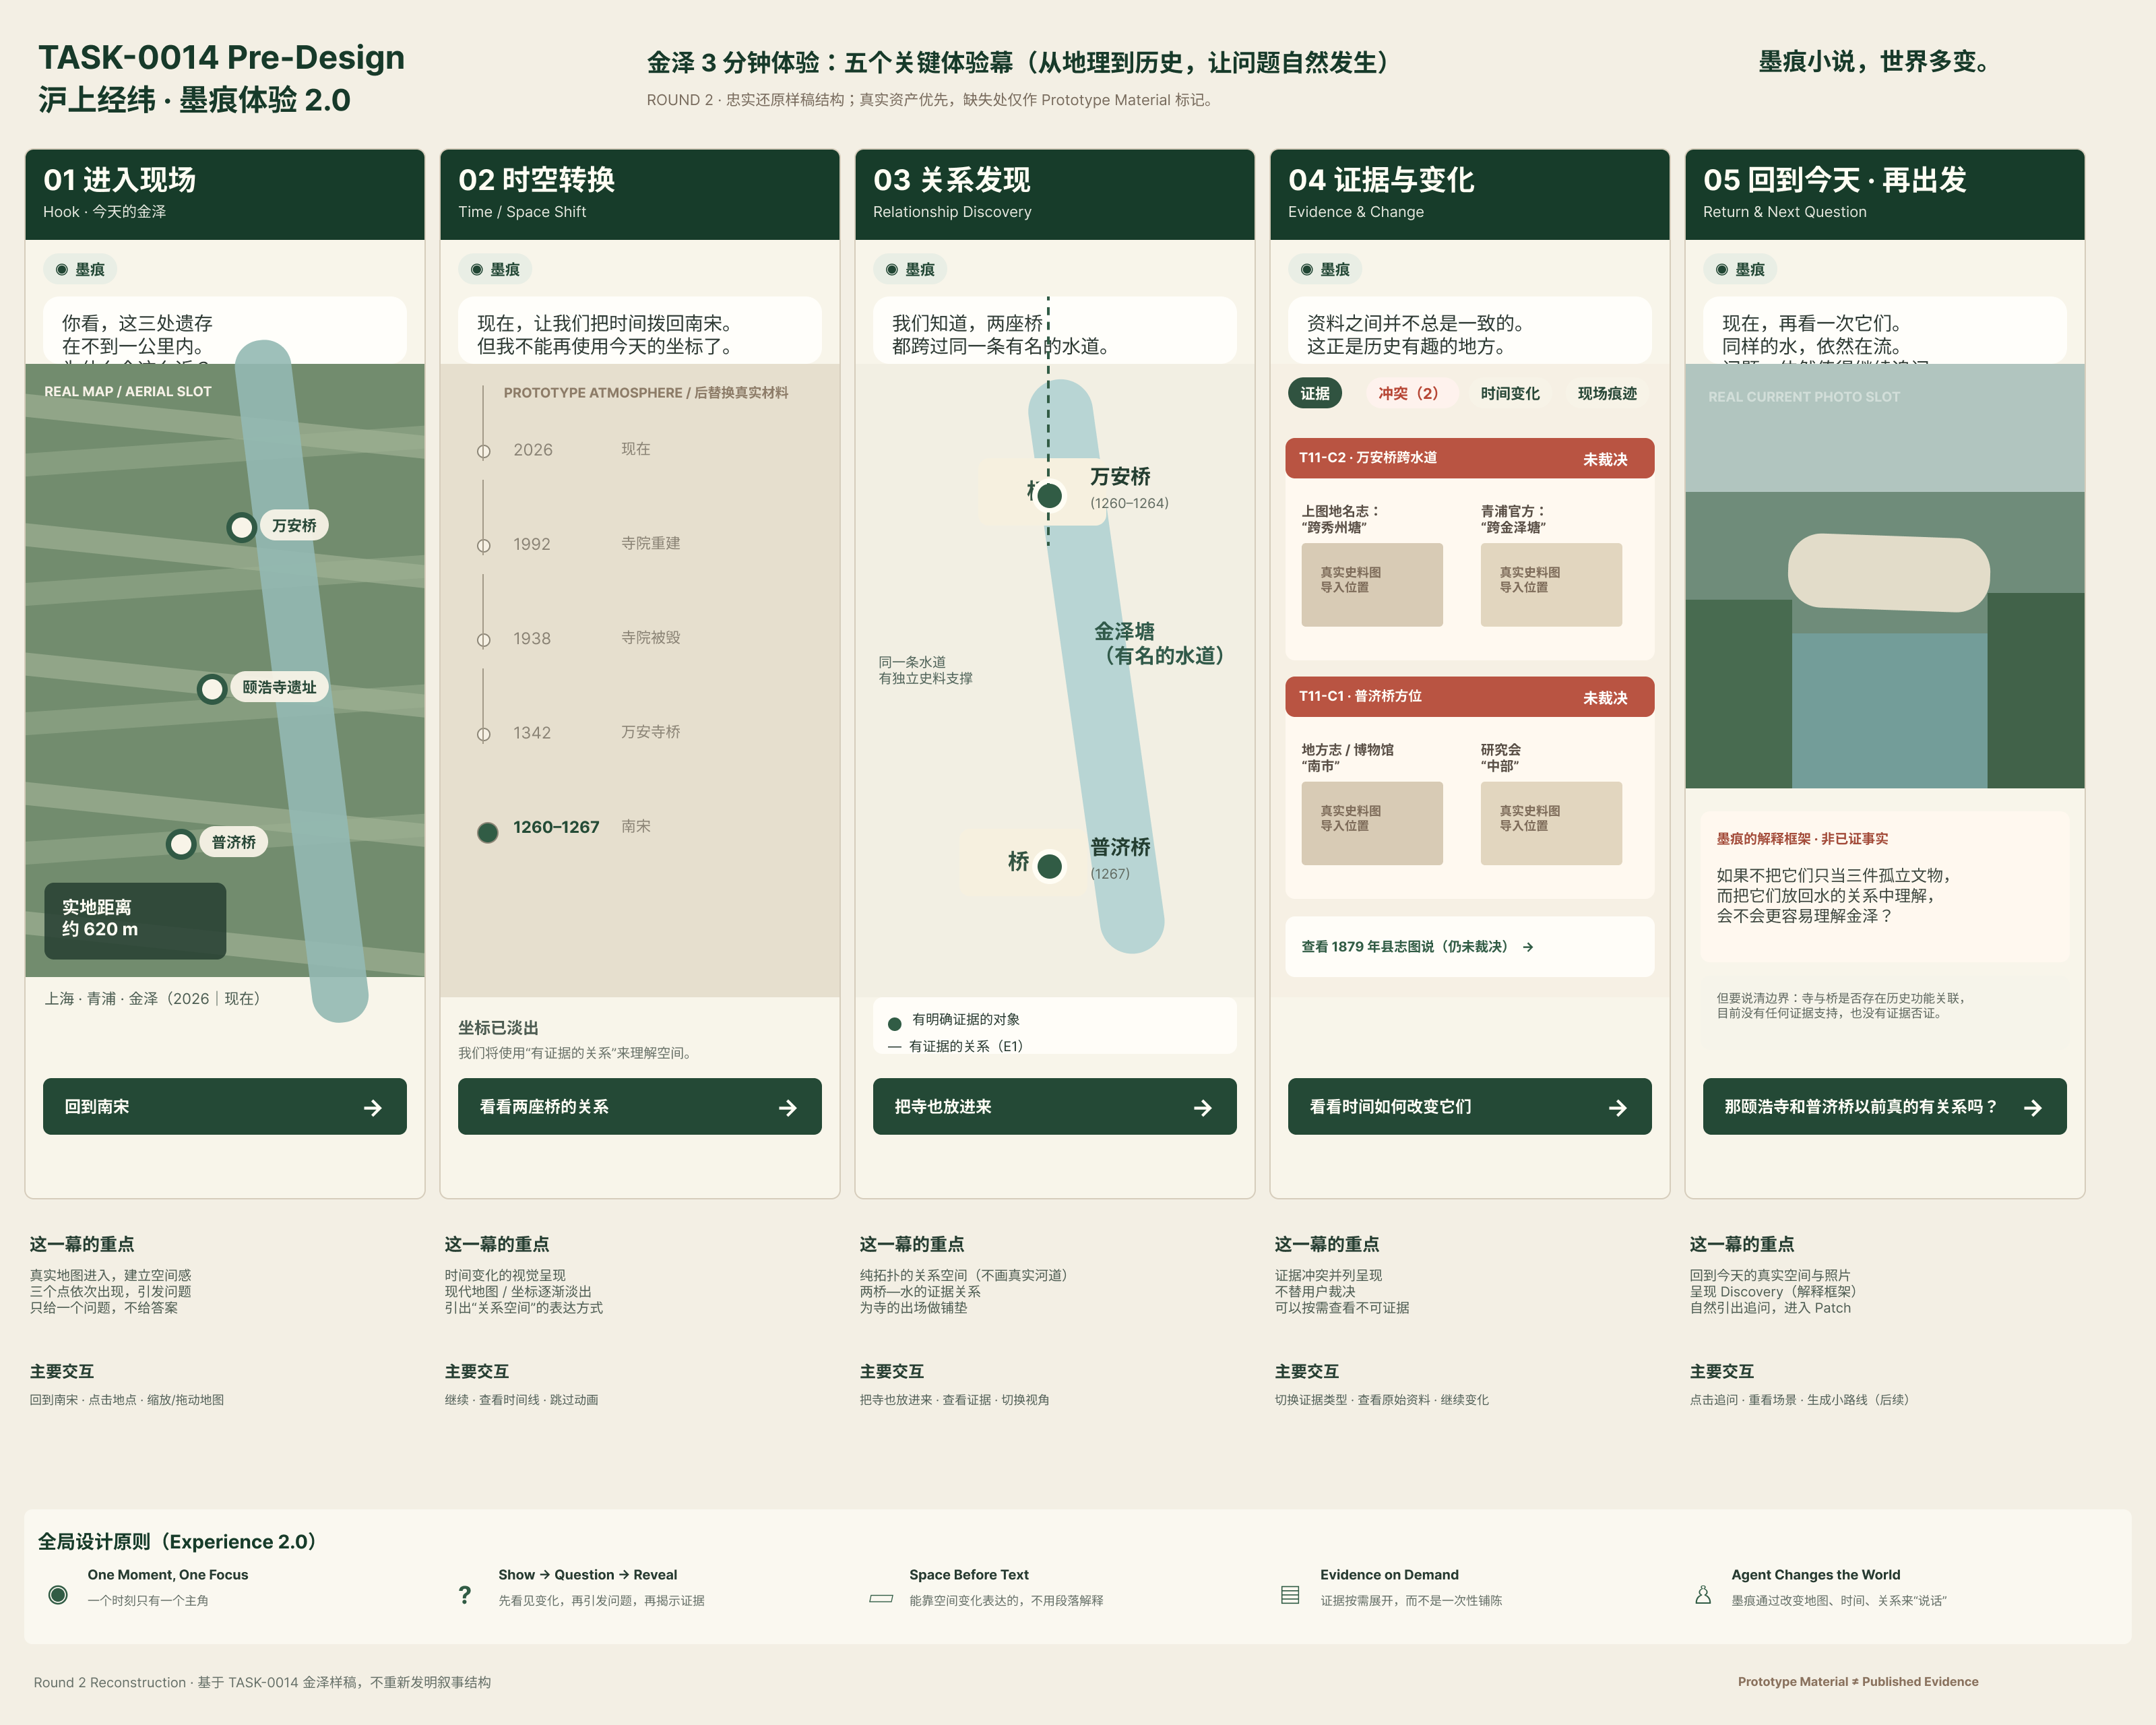 TASK-0014 Pre-Design
沪上经纬 · 墨痕体验 2.0
金泽 3 分钟体验：五个关键体验幕（从地理到历史，让问题自然发生）
ROUND 2 · 忠实还原样稿结构；真实资产优先，缺失处仅作 Prototype Material 标记。
墨痕小说，世界多变。
01 进入现场
Hook · 今天的金泽
◉ 墨痕
你看，这三处遗存
在不到一公里内。
REAL MAP / AERIAL SLOT
万安桥
颐浩寺遗址
普济桥
实地距离
约 620 m
上海 · 青浦 · 金泽（2026｜现在）
回到南宋 →
02 时空转换
Time / Space Shift
◉ 墨痕
现在，让我们把时间拨回南宋。
但我不能再使用今天的坐标了。
PROTOTYPE ATMOSPHERE / 后替换真实材料
2026 现在
1992 寺院重建
1938 寺院被毁
1342 万安寺桥
1260–1267 南宋
坐标已淡出
我们将使用“有证据的关系”来理解空间。
看看两座桥的关系 →
03 关系发现
Relationship Discovery
◉ 墨痕
我们知道，两座桥
都跨过同一条有名的水道。
万安桥
(1260–1264)
金泽塘
（有名的水道）
同一条水道
有独立史料支撑
桥
普济桥
(1267)
有明确证据的对象
— 有证据的关系（E1）
把寺也放进来 →
04 证据与变化
Evidence & Change
◉ 墨痕
资料之间并不总是一致的。
这正是历史有趣的地方。
证据 冲突（2） 时间变化 现场痕迹
T11-C2 · 万安桥跨水道 未裁决
上图地名志：
“跨秀州塘”
真实史料图
导入位置
青浦官方：
“跨金泽塘”
真实史料图
导入位置
T11-C1 · 普济桥方位 未裁决
地方志 / 博物馆
“南市”
真实史料图
导入位置
研究会
“中部”
真实史料图
导入位置
查看 1879 年县志图说（仍未裁决） →
看看时间如何改变它们 →
05 回到今天 · 再出发
Return & Next Question
◉ 墨痕
现在，再看一次它们。
同样的水，依然在流。
REAL CURRENT PHOTO SLOT
墨痕的解释框架 · 非已证事实
如果不把它们只当三件孤立文物，
而把它们放回水的关系中理解，
会不会更容易理解金泽？
但要说清边界：寺与桥是否存在历史功能关联，
目前没有任何证据支持，也没有证据否证。
那颐浩寺和普济桥以前真的有关系吗？ →
这一幕的重点
真实地图进入，建立空间感
三个点依次出现，引发问题
只给一个问题，不给答案
主要交互
回到南宋 · 点击地点 · 缩放/拖动地图
这一幕的重点
时间变化的视觉呈现
现代地图 / 坐标逐渐淡出
引出“关系空间”的表达方式
主要交互
继续 · 查看时间线 · 跳过动画
这一幕的重点
纯拓扑的关系空间（不画真实河道）
两桥—水的证据关系
为寺的出场做铺垫
主要交互
把寺也放进来 · 查看证据 · 切换视角
这一幕的重点
证据冲突并列呈现
不替用户裁决
可以按需查看不可证据
主要交互
切换证据类型 · 查看原始资料 · 继续变化
这一幕的重点
回到今天的真实空间与照片
呈现 Discovery（解释框架）
自然引出追问，进入 Patch
主要交互
点击追问 · 重看场景 · 生成小路线（后续）
全局设计原则（Experience 2.0）
One Moment, One Focus
一个时刻只有一个主角
? Show → Question → Reveal
先看见变化，再引发问题，再揭示证据
Space Before Text
能靠空间变化表达的，不用段落解释
Evidence on Demand
证据按需展开，而不是一次性铺陈
Agent Changes the World
墨痕通过改变地图、时间、关系来“说话”
Round 2 Reconstruction · 基于 TASK-0014 金泽样稿，不重新发明叙事结构
Prototype Material ≠ Published Evidence